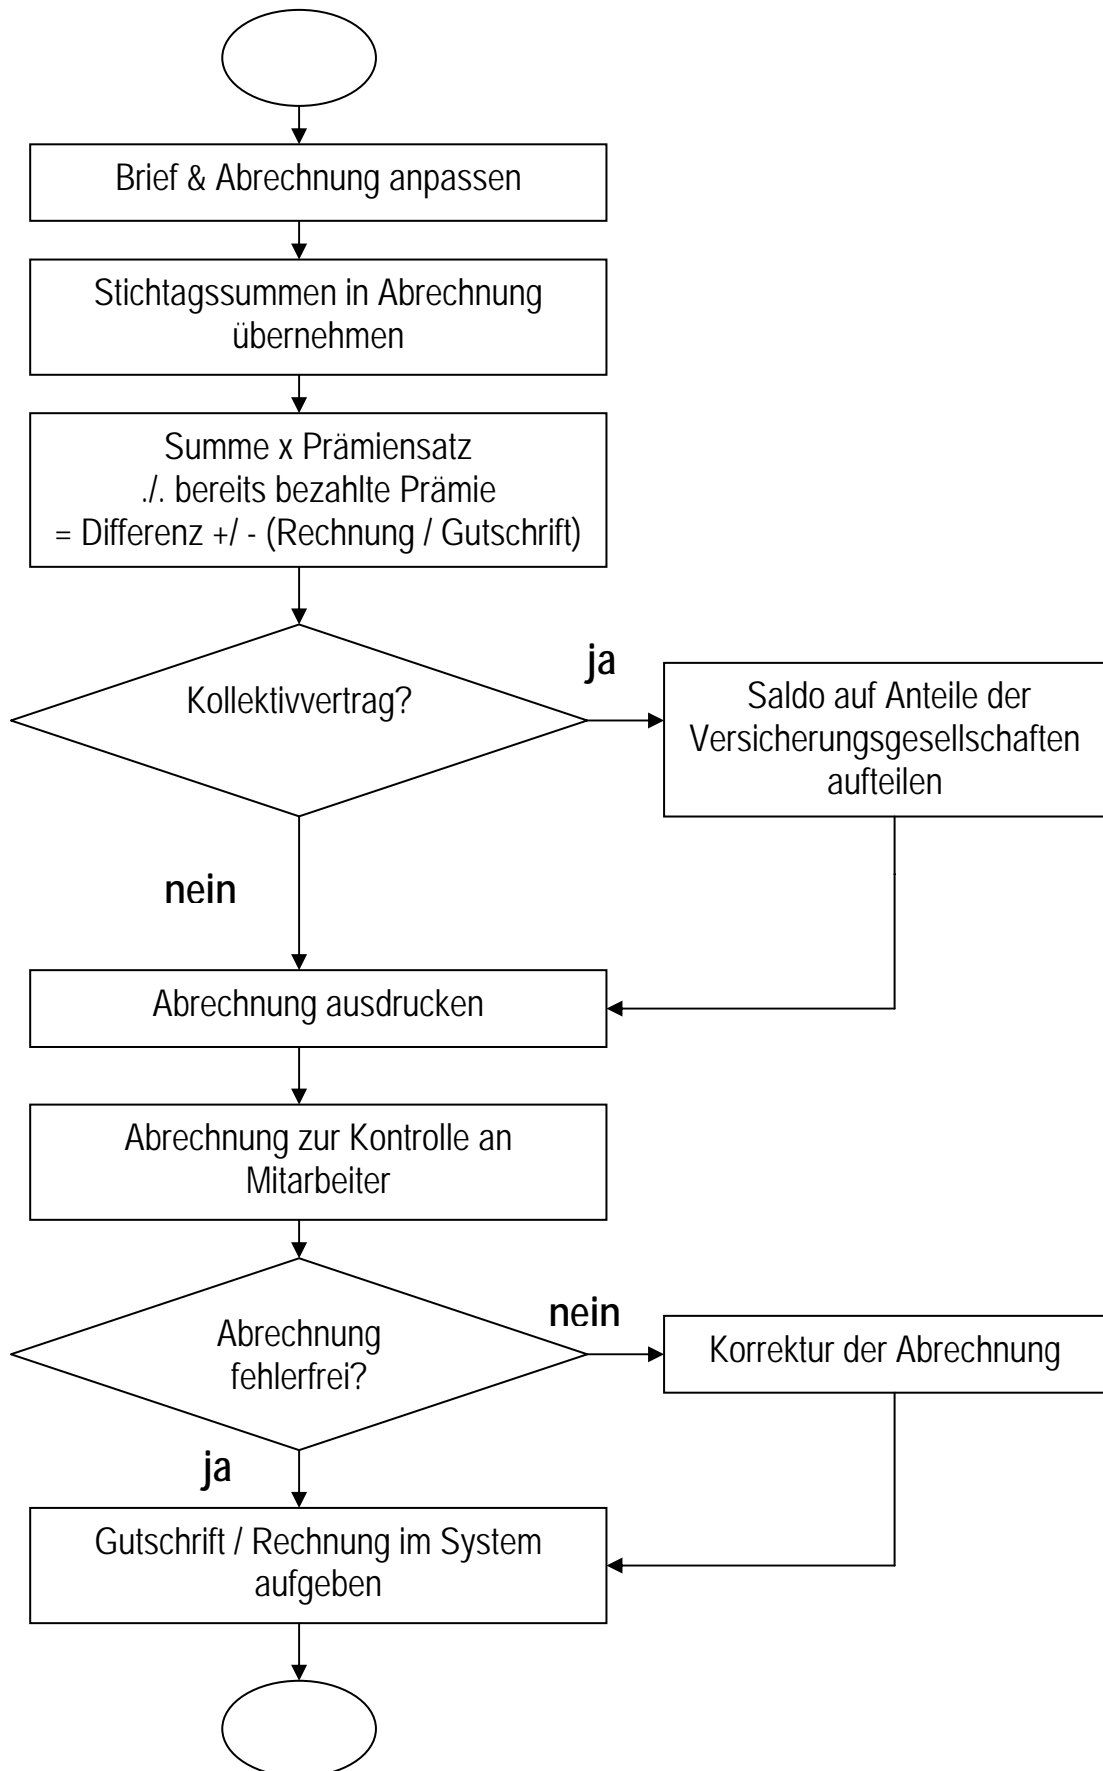 Brief & Abrechnung anpassen
Stichtagssummen in Abrechnung
übernehmen
Summe x Prämiensatz
./. bereits bezahlte Prämie
= Differenz +/ - (Rechnung / Gutschrift)
Kollektivvertrag?
ja
Saldo auf Anteile der
Versicherungsgesellschaften
aufteilen
nein
Abrechnung ausdrucken
Abrechnung zur Kontrolle an
Mitarbeiter
Abrechnung
fehlerfrei?
nein
Korrektur der Abrechnung
ja
Gutschrift / Rechnung im System
aufgeben